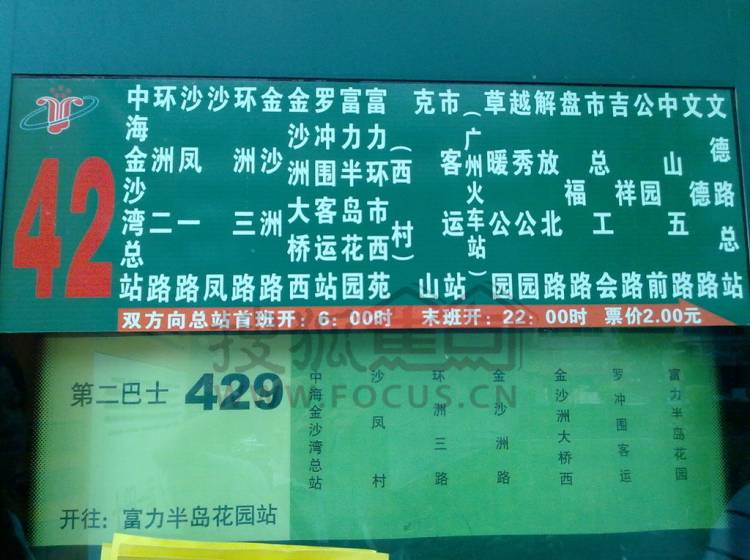 42
中海金沙湾总站
环洲二路
沙凤一路
沙凤
环洲三路
金沙洲路
金沙洲大桥西
罗冲围客运站
富力半岛花园
富力环市西苑(西村)
克山
市客运站(广州火车站)
草暖公园
越秀公园
解放北路
盘福路
市总工会
吉祥路
公园前
中山五路
文德路
文德路总站
双方向总站首班开：6：00时 末班开：22：00时 票价2.00元
搜狐焦点
WWW.FOCUS.CN
第二巴士 429
中海金沙湾总站
沙凤村
环洲三路
金沙洲路
金沙洲大桥西
罗冲围客运
富力半岛花园
开往：富力半岛花园站